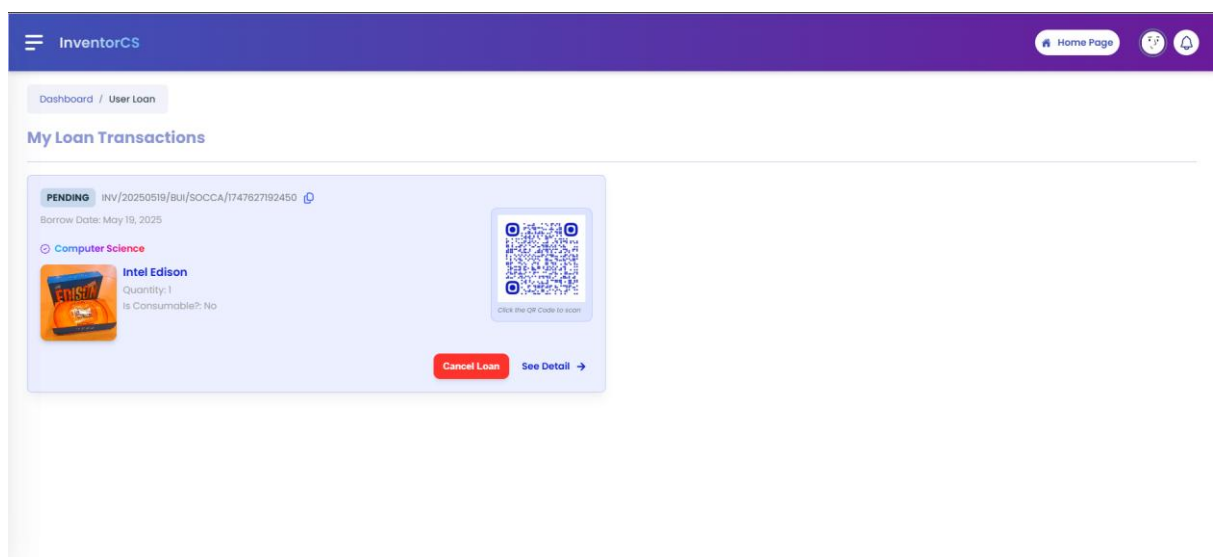 InventorCS
Home Page
Dashboard / User Loan
My Loan Transactions
PENDING INV/20250519/BUI/SOCCA/1747627192450
Borrow Date: May 19, 2025
Computer Science
Intel Edison
Quantity: 1
Is Consumable?: No
EDISON
Click the QR Code to scan
Cancel Loan
See Detail →